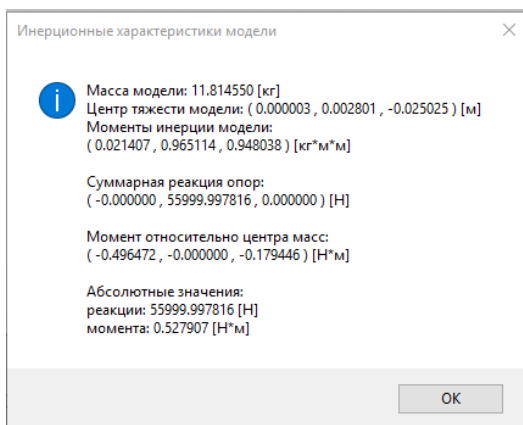 Инерционные характеристики модели
Масса модели: 11.814550 [кг]
Центр тяжести модели: ( 0.000003 , 0.002801 , -0.025025 ) [м]
Моменты инерции модели:
( 0.021407 , 0.965114 , 0.948038 ) [кг*м*м]
Суммарная реакция опор:
( -0.000000 , 55999.997816 , 0.000000 ) [Н]
Момент относительно центра масс:
( -0.496472 , -0.000000 , -0.179446 ) [Н*м]
Абсолютные значения:
реакции: 55999.997816 [Н]
момента: 0.527907 [Н*м]
ОК